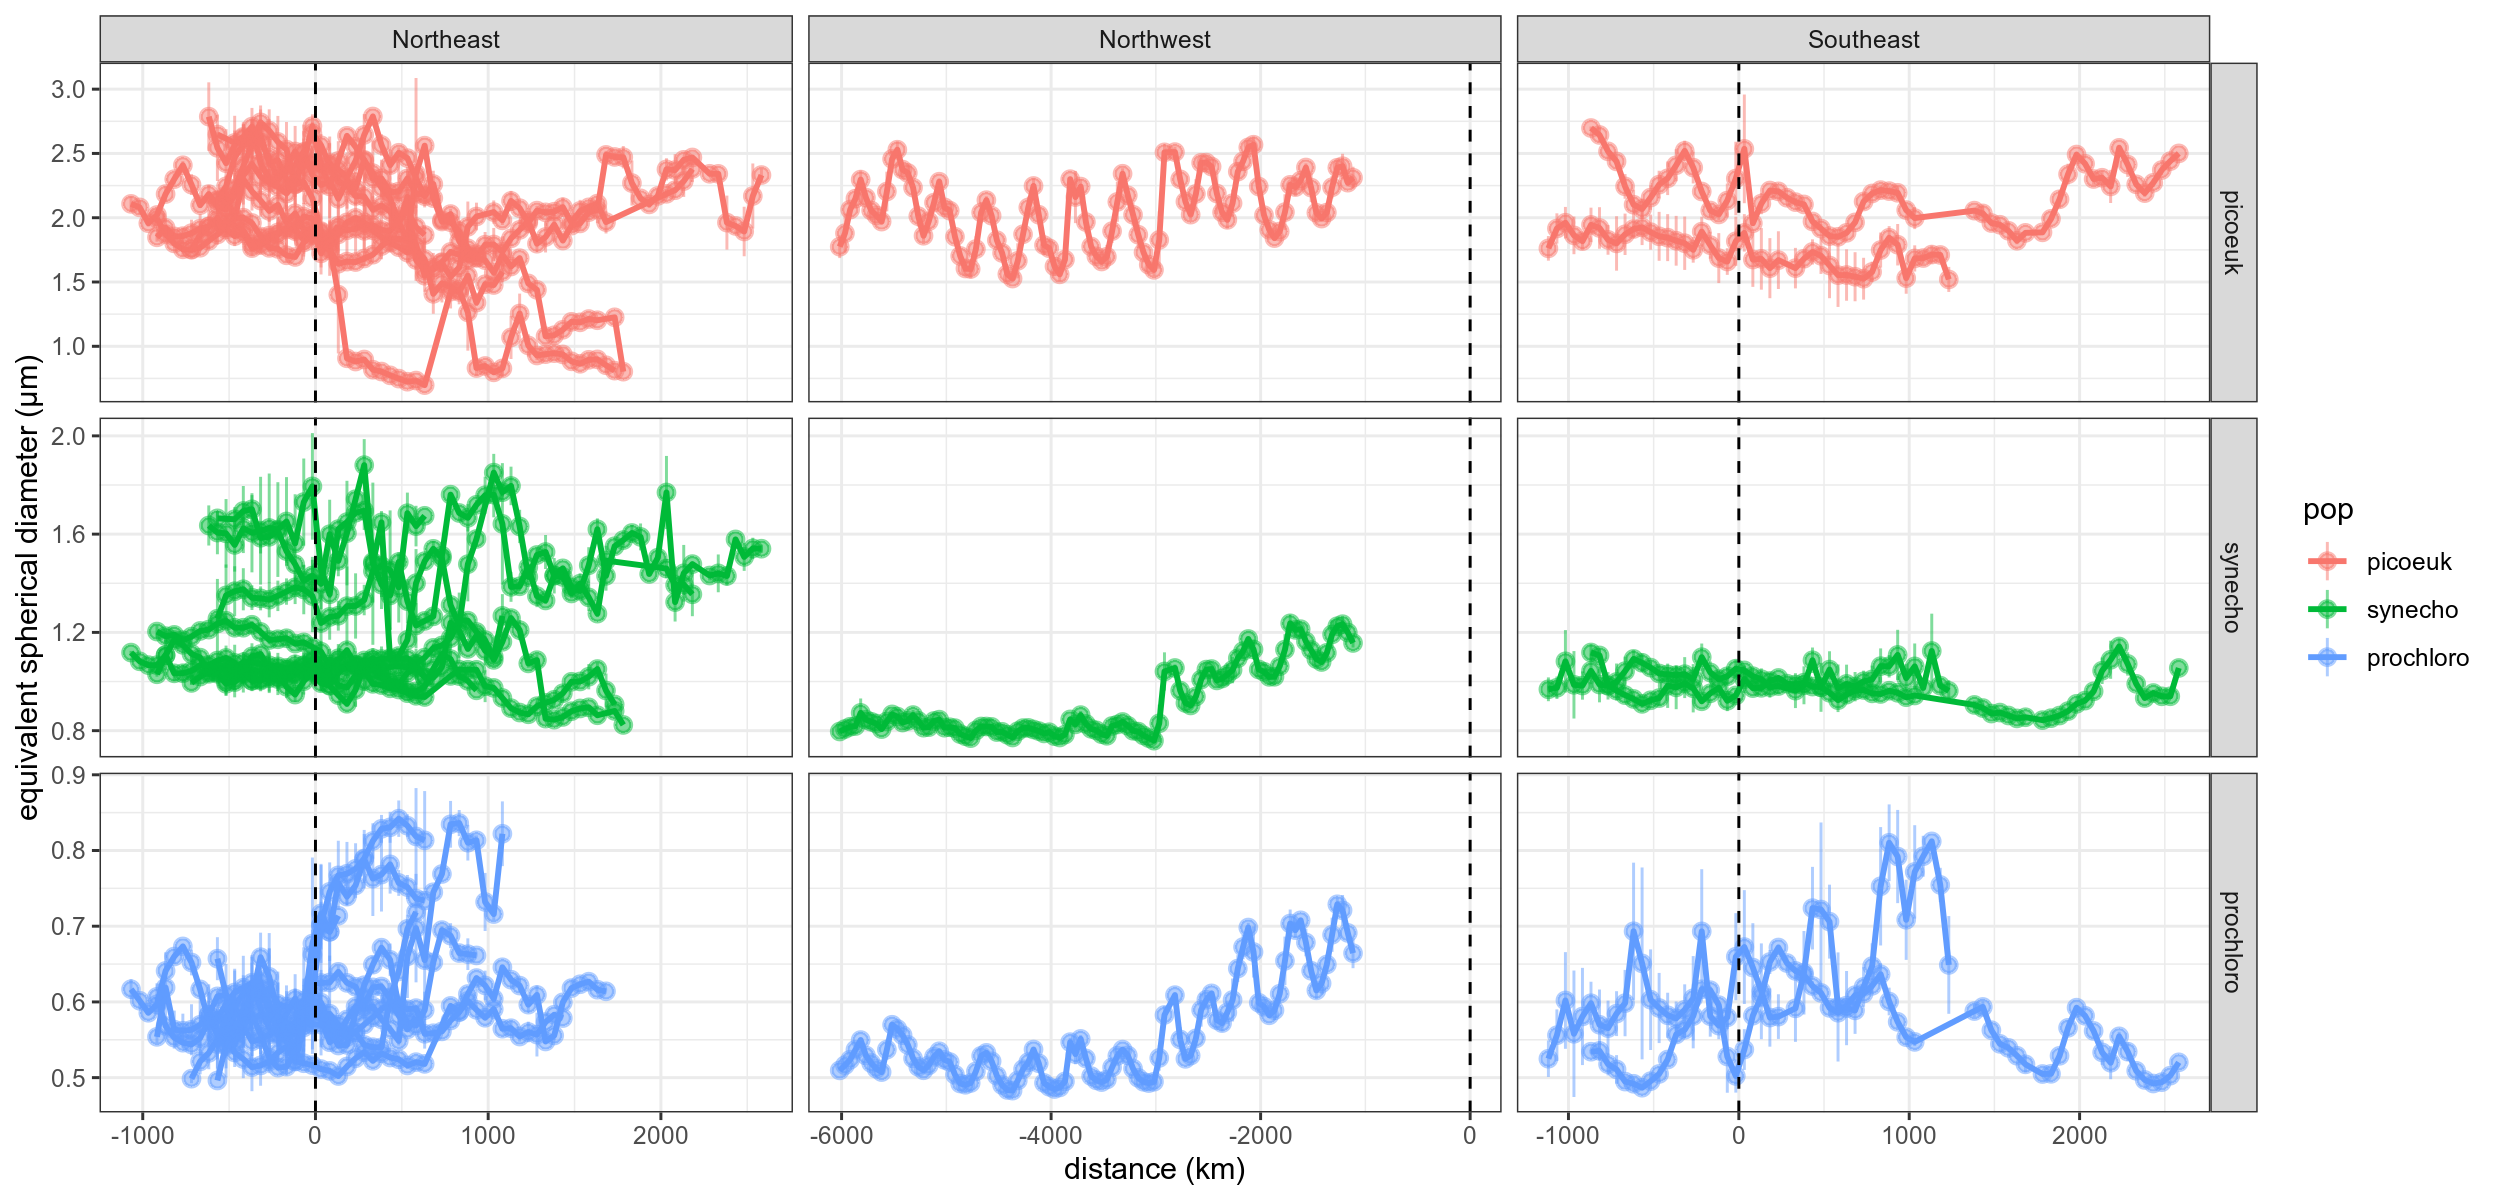 Northeast
Northwest
Southeast
3.0
2.5
2.0
1.5
1.0
picoeuk
2.0
1.6
1.2
0.8
synecho
0.9
0.8
0.7
0.6
0.5
prochloro
equivalent spherical diameter (μm)
-1000
0
1000
2000
-6000
-4000
-2000
0
-1000
0
1000
2000
distance (km)
pop
picoeuk
synecho
prochloro